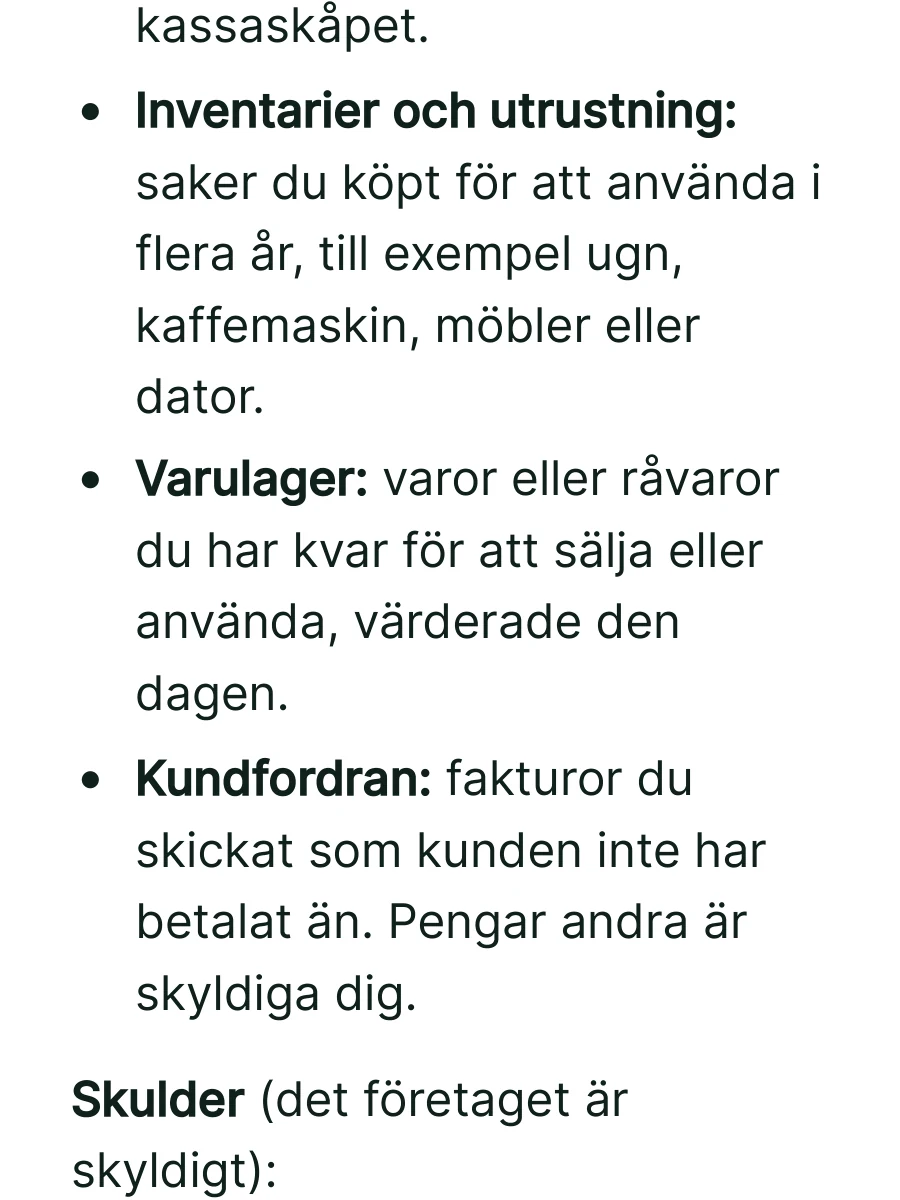 kassaskåpet.
• Inventarier och utrustning:
saker du köpt för att använda i
flera år, till exempel ugn,
kaffemaskin, möbler eller
dator.
• Varulager: varor eller råvaror
du har kvar för att sälja eller
använda, värderade den
dagen.
• Kundfordran: fakturor du
skickat som kunden inte har
betalat än. Pengar andra är
skyldiga dig.
Skulder (det företaget är
skyldigt):